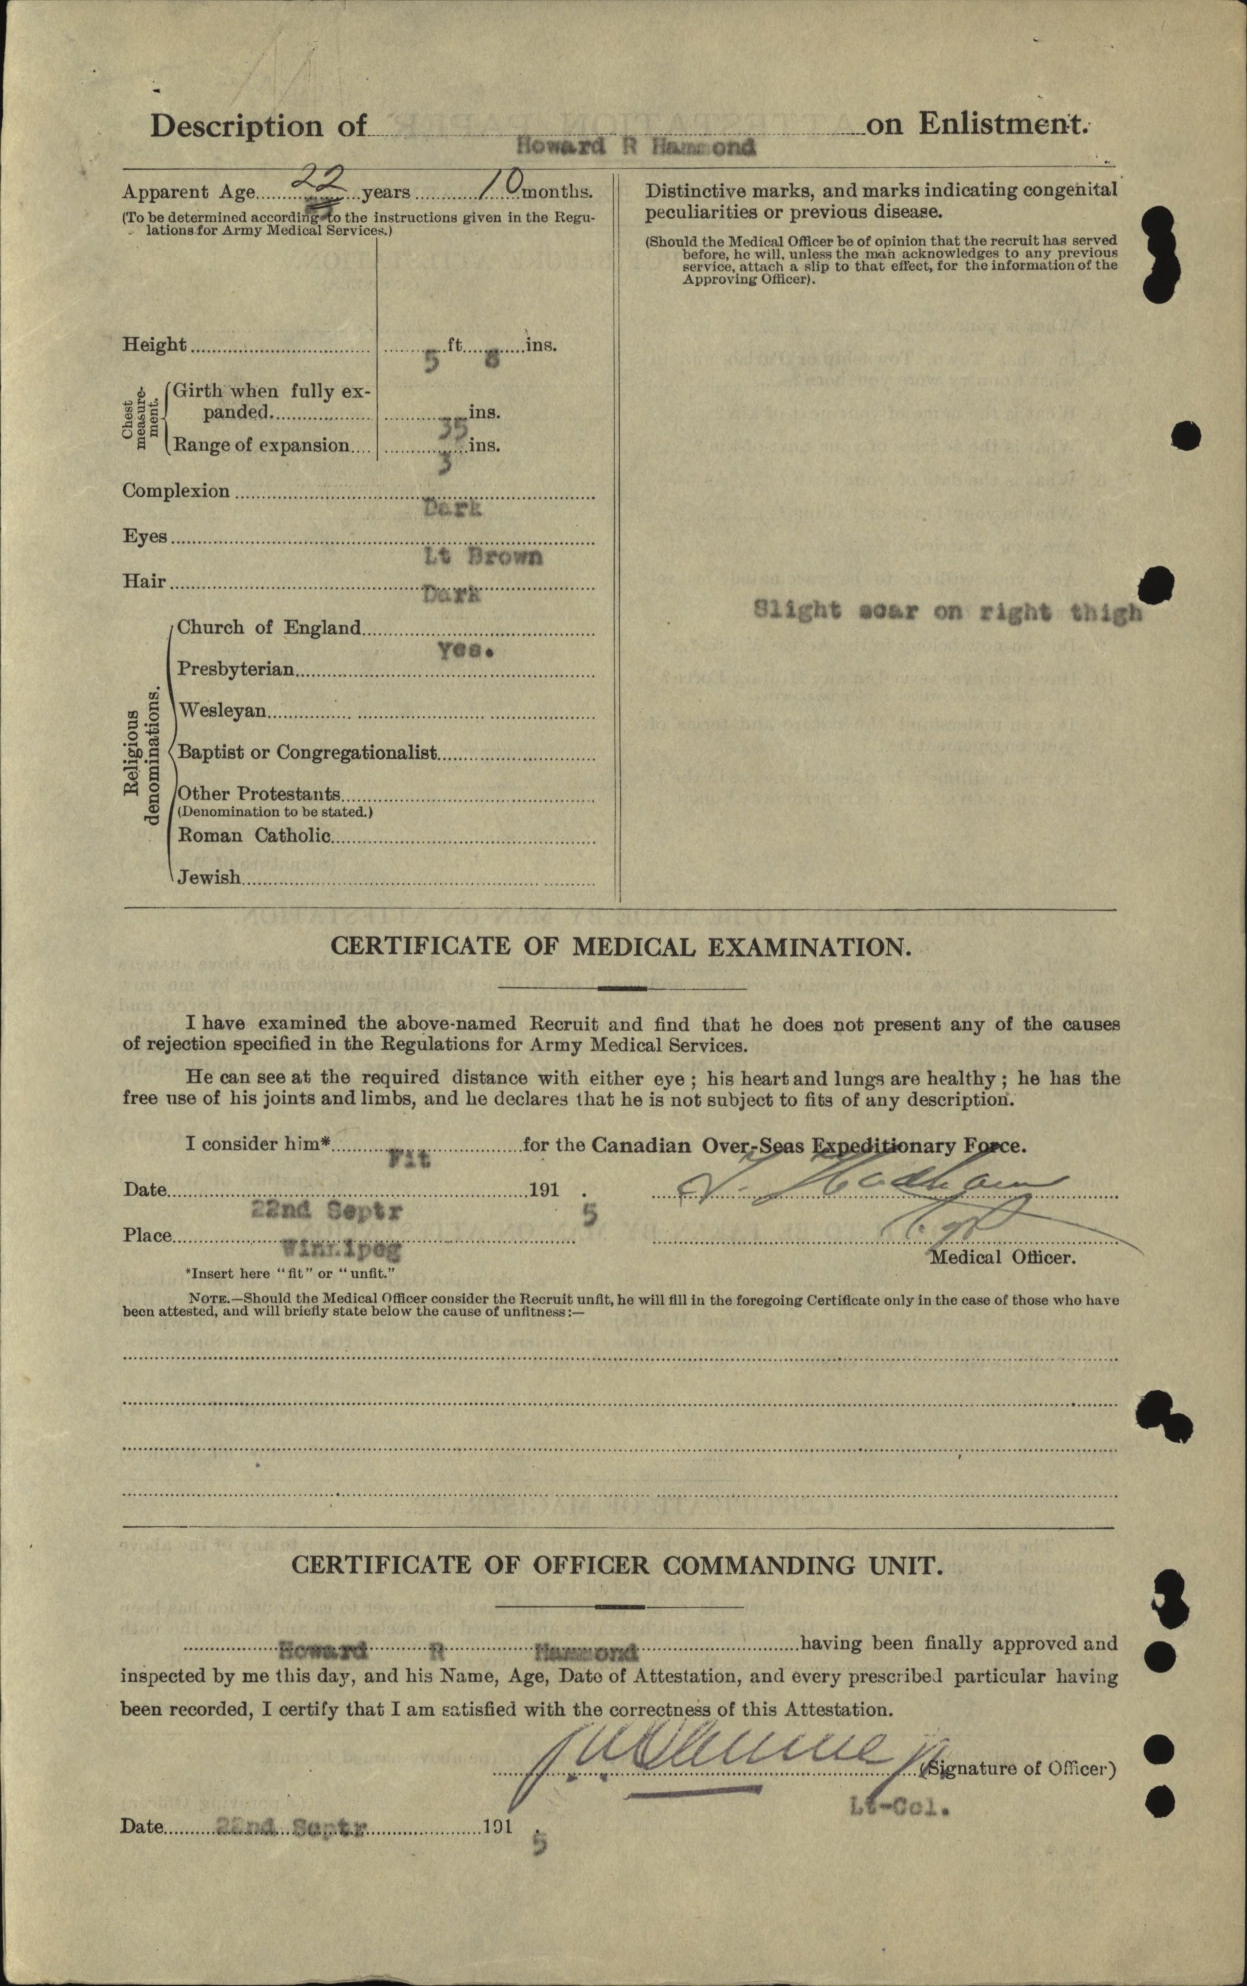 Description of Howard R Hammond on Enlistment.
Apparent Age 22 years 10 months.
(To be determined according to the instructions given in the Regu-
lations for Army Medical Services.)
Height 5 ft. 8 ins.
Chest measure-ment.
Girth when fully ex-
panded 35 ins.
Range of expansion 3 ins.
Complexion Dark
Eyes Lt Brown
Hair Dark
Religious denominations.
Church of England Yes.
Presbyterian
Wesleyan
Baptist or Congregationalist
Other Protestants
(Denomination to be stated.)
Roman Catholic
Jewish
Distinctive marks, and marks indicating congenital
peculiarities or previous disease.
(Should the Medical Officer be of opinion that the recruit has served
before, he will, unless the man acknowledges to any previous
service, attach a slip to that effect, for the information of the
Approving Officer).
Slight scar on right thigh
CERTIFICATE OF MEDICAL EXAMINATION.
I have examined the above-named Recruit and find that he does not present any of the causes
of rejection specified in the Regulations for Army Medical Services.
He can see at the required distance with either eye; his heart and lungs are healthy; he has the
free use of his joints and limbs, and he declares that he is not subject to fits of any description.
I consider him* Fit for the Canadian Over-Seas Expeditionary Force.
Date 22nd Septr 191 5.
Place Winnipeg
Medical Officer.
*Insert here "fit" or "unfit."
NOTE.—Should the Medical Officer consider the Recruit unfit, he will fill in the foregoing Certificate only in the case of those who have
been attested, and will briefly state below the cause of unfitness:—
CERTIFICATE OF OFFICER COMMANDING UNIT.
Howard R Hammond having been finally approved and
inspected by me this day, and his Name, Age, Date of Attestation, and every prescribed particular having
been recorded, I certify that I am satisfied with the correctness of this Attestation.
(Signature of Officer)
Lt-Col.
Date 22nd Septr 191 5.